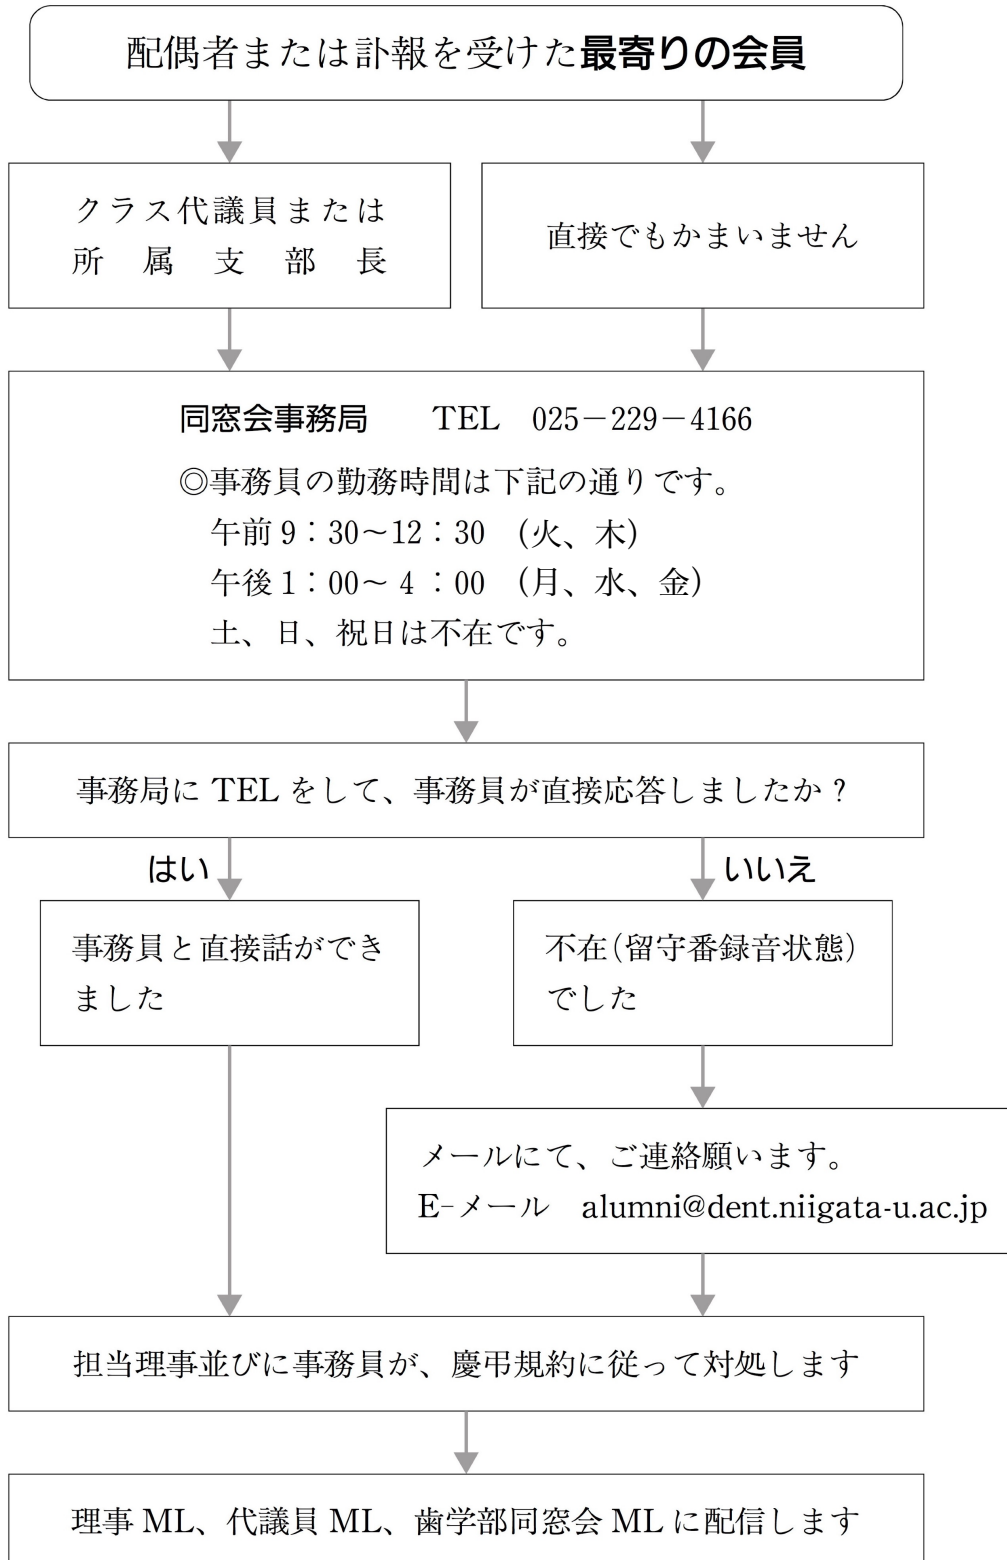 配偶者または訃報を受けた最寄りの会員
クラス代議員または
所属支部長
直接でもかまいません
同窓会事務局　TEL　025－229－4166
◎事務員の勤務時間は下記の通りです。
午前9：30～12：30　(火、木)
午後1：00～4：00　(月、水、金)
土、日、祝日は不在です。
事務局に TEL をして、事務員が直接応答しましたか？
はい
いいえ
事務員と直接話ができ
ました
不在(留守番録音状態)
でした
メールにて、ご連絡願います。
E-メール　alumni@dent.niigata-u.ac.jp
担当理事並びに事務員が、慶弔規約に従って対処します
理事 ML、代議員 ML、歯学部同窓会 ML に配信します